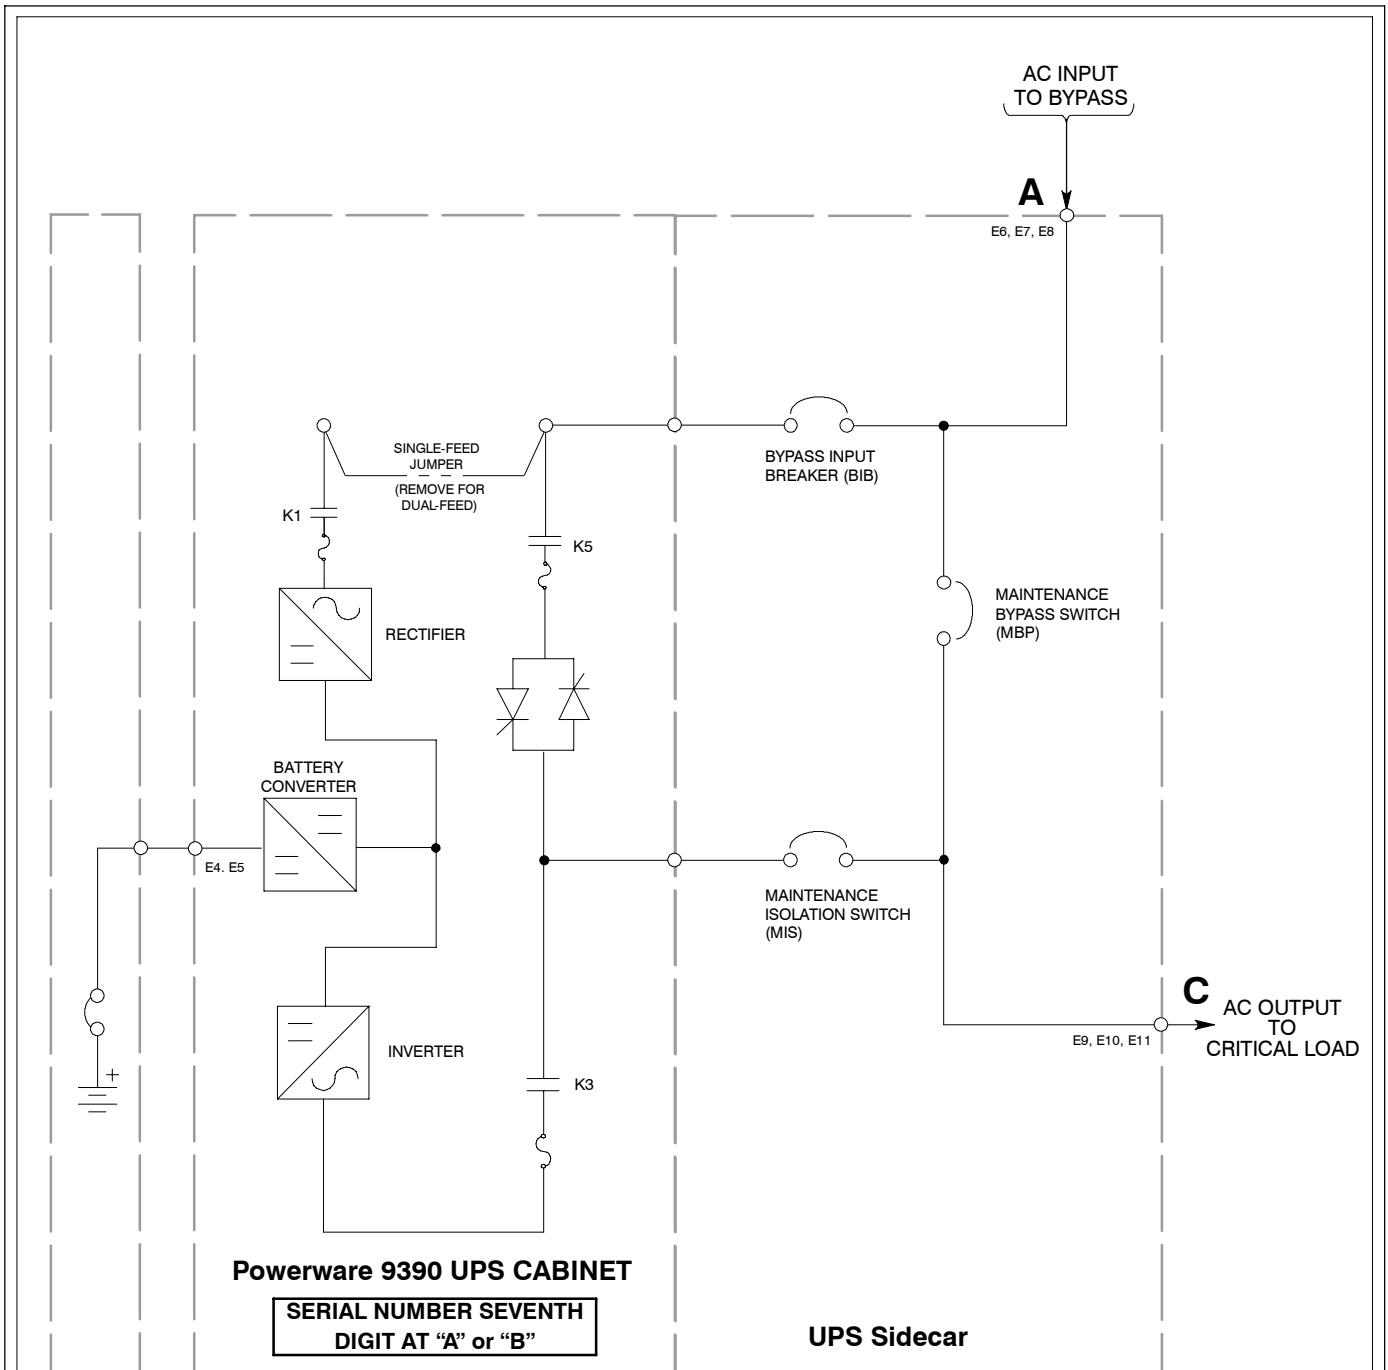 AC INPUT
TO BYPASS
A
E6, E7, E8
SINGLE-FEED
JUMPER
(REMOVE FOR
DUAL-FEED)
BYPASS INPUT
BREAKER (BIB)
K1
K5
MAINTENANCE
BYPASS SWITCH
(MBP)
RECTIFIER
BATTERY
CONVERTER
E4. E5
MAINTENANCE
ISOLATION SWITCH
(MIS)
C
AC OUTPUT
TO
CRITICAL LOAD
E9, E10, E11
INVERTER
K3
+
Powerware 9390 UPS CABINET
SERIAL NUMBER SEVENTH
DIGIT AT “A” or “B”
UPS Sidecar